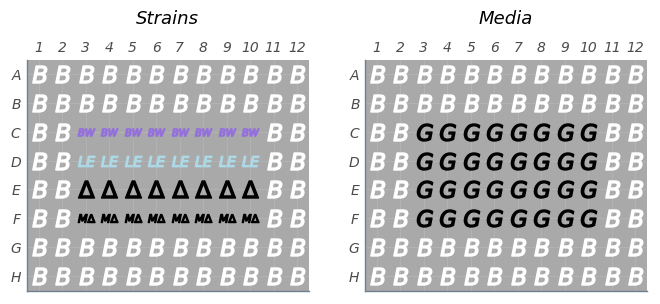 Strains Media
1 2 3 4 5 6 7 8 9 10 11 12 1 2 3 4 5 6 7 8 9 10 11 12
A B B B B B B B B B B B B A B B B B B B B B B B B B
B B B B B B B B B B B B B B B B B B B B B B B B B B
C B B BW BW BW BW BW BW BW BW B B C B B G G G G G G G G B B
D B B LE LE LE LE LE LE LE LE B B D B B G G G G G G G G B B
E B B Δ Δ Δ Δ Δ Δ Δ Δ B B E B B G G G G G G G G B B
F B B MΔ MΔ MΔ MΔ MΔ MΔ MΔ MΔ B B F B B G G G G G G G G B B
G B B B B B B B B B B B B G B B B B B B B B B B B B
H B B B B B B B B B B B B H B B B B B B B B B B B B